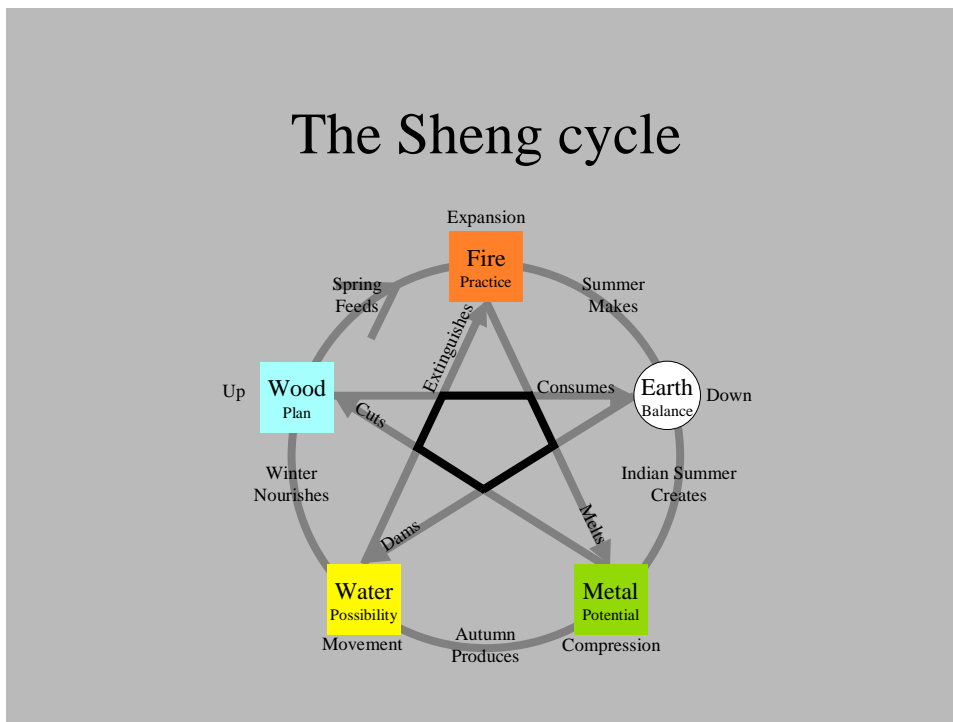 The Sheng cycle
Expansion
Fire
Practice
Spring
Feeds
Summer
Makes
Extinguishes
Up
Wood
Plan
Consumes
Earth
Balance
Down
Cuts
Winter
Nourishes
Indian Summer
Creates
Dams
Melts
Water
Possibility
Movement
Autumn
Produces
Metal
Potential
Compression